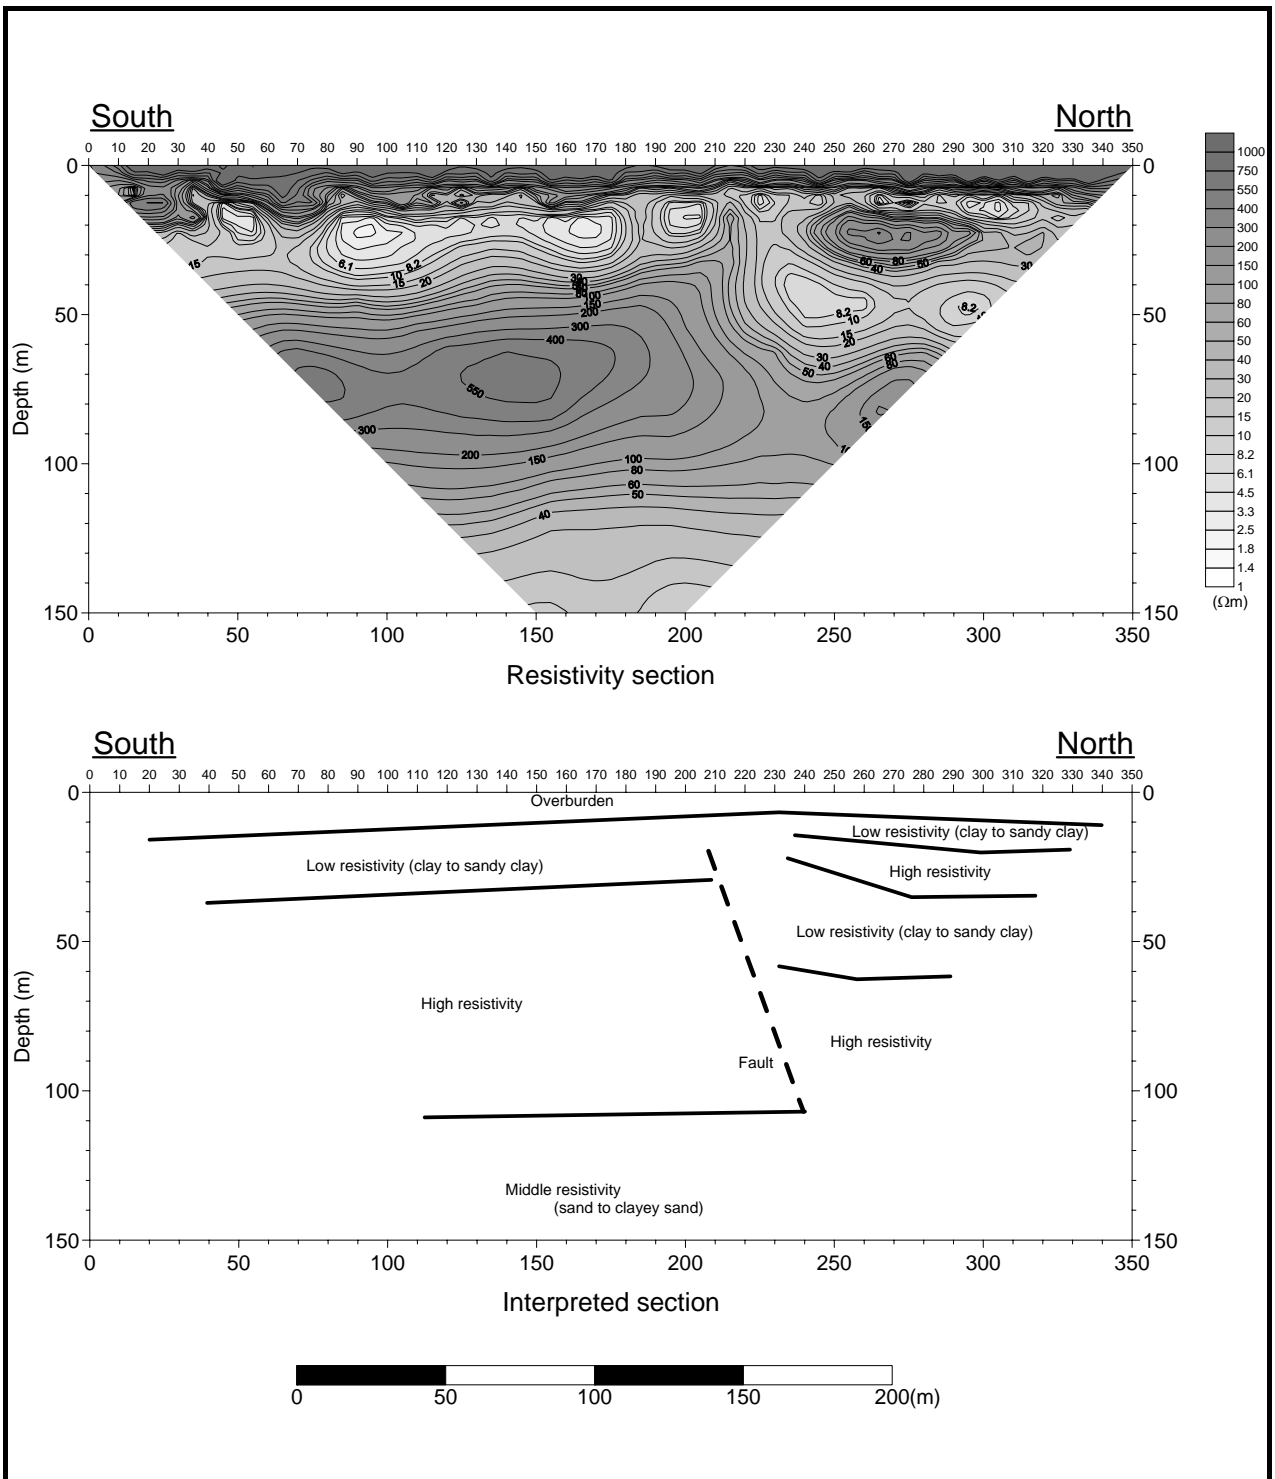 South North
0 10 20 30 40 50 60 70 80 90 100 110 120 130 140 150 160 170 180 190 200 210 220 230 240 250 260 270 280 290 300 310 320 330 340 350
0 0
15 6.1 10 8.2 15 20 30 100 150 200 300 400 550
300 200 150 100 80 60 50 40
60 80 60 40 30
8.2 10 15 20 30 40 50 8.2
60 80
50 50
100 100
150 150
Depth (m)
0 50 100 150 200 250 300 350
Resistivity section
1000
750
550
400
300
200
150
100
80
60
40
30
20
15
10
8.2
6.1
4.5
3.3
2.5
1.8
1.4
1
(Ωm)
South North
0 10 20 30 40 50 60 70 80 90 100 110 120 130 140 150 160 170 180 190 200 210 220 230 240 250 260 270 280 290 300 310 320 330 340 350
0 0
Overburden
Low resistivity (clay to sandy clay)
Low resistivity (clay to sandy clay)
High resistivity
Low resistivity (clay to sandy clay)
50 50
High resistivity
High resistivity
Fault
100 100
Middle resistivity
(sand to clayey sand)
150 150
Depth (m)
0 50 100 150 200 250 300 350
Interpreted section
0 50 100 150 200(m)